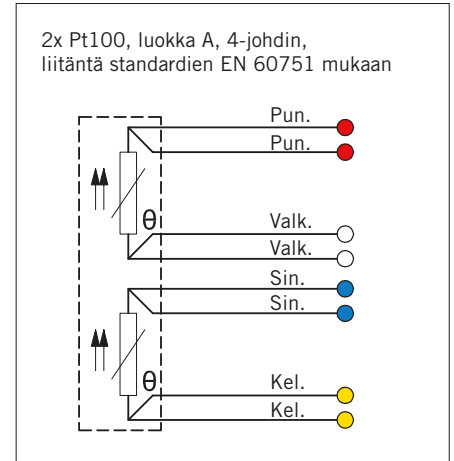 2x Pt100, luokka A, 4-johdin,
liitäntä standardien EN 60751 mukaan
Pun.
Pun.
θ
Valk.
Valk.
Sin.
Sin.
θ
Kel.
Kel.